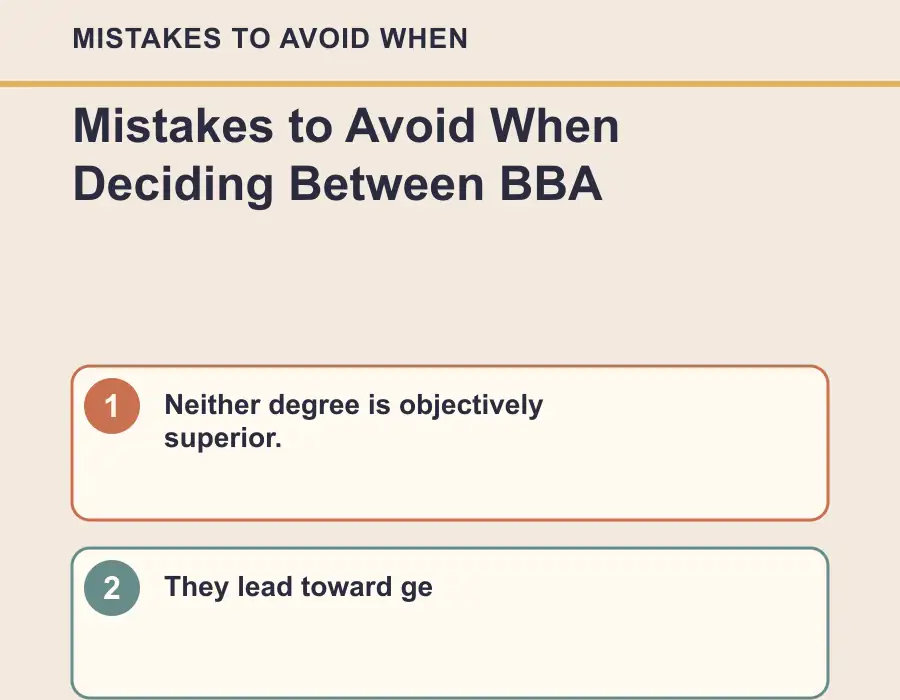 MISTAKES TO AVOID WHEN
Mistakes to Avoid When
Deciding Between BBA
1
Neither degree is objectively
superior.
2
They lead toward ge